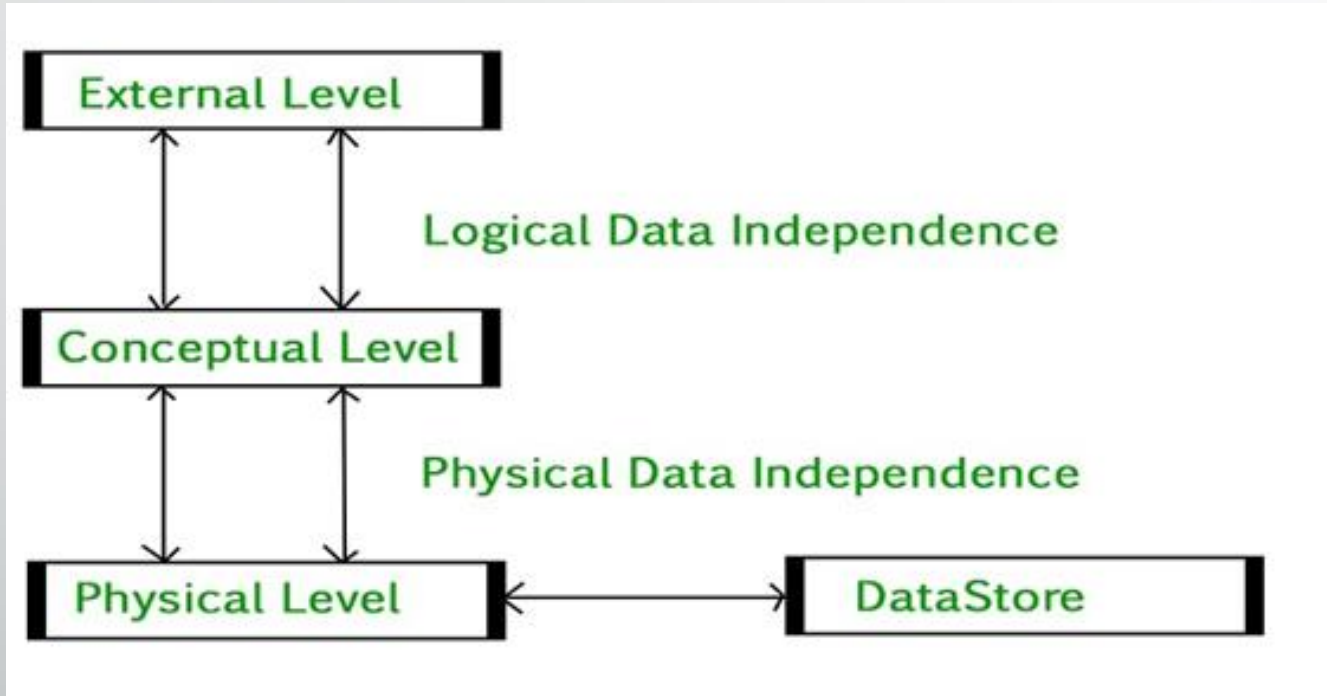 External Level
Logical Data Independence
Conceptual Level
Physical Data Independence
Physical Level
DataStore